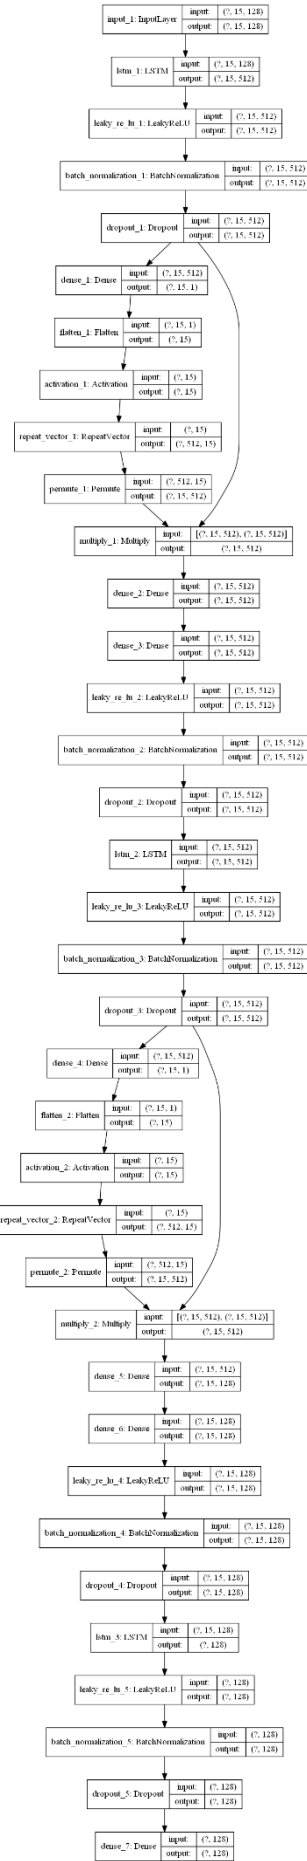 input_1: InputLayer
input: (?, 15, 128)
output: (?, 15, 128)
lstm_1: LSTM
input: (?, 15, 128)
output: (?, 15, 512)
leaky_re_lu_1: LeakyReLU
input: (?, 15, 512)
output: (?, 15, 512)
batch_normalization_1: BatchNormalization
input: (?, 15, 512)
output: (?, 15, 512)
dropout_1: Dropout
input: (?, 15, 512)
output: (?, 15, 512)
dense_1: Dense
input: (?, 15, 512)
output: (?, 15, 1)
flatten_1: Flatten
input: (?, 15, 1)
output: (?, 15)
activation_1: Activation
input: (?, 15)
output: (?, 15)
repeat_vector_1: RepeatVector
input: (?, 15)
output: (?, 512, 15)
permute_1: Permute
input: (?, 512, 15)
output: (?, 15, 512)
multiply_1: Multiply
input: [(?, 15, 512), (?, 15, 512)]
output: (?, 15, 512)
dense_2: Dense
input: (?, 15, 512)
output: (?, 15, 512)
dense_3: Dense
input: (?, 15, 512)
output: (?, 15, 512)
leaky_re_lu_2: LeakyReLU
input: (?, 15, 512)
output: (?, 15, 512)
batch_normalization_2: BatchNormalization
input: (?, 15, 512)
output: (?, 15, 512)
dropout_2: Dropout
input: (?, 15, 512)
output: (?, 15, 512)
lstm_2: LSTM
input: (?, 15, 512)
output: (?, 15, 512)
leaky_re_lu_3: LeakyReLU
input: (?, 15, 512)
output: (?, 15, 512)
batch_normalization_3: BatchNormalization
input: (?, 15, 512)
output: (?, 15, 512)
dropout_3: Dropout
input: (?, 15, 512)
output: (?, 15, 512)
dense_4: Dense
input: (?, 15, 512)
output: (?, 15, 1)
flatten_2: Flatten
input: (?, 15, 1)
output: (?, 15)
activation_2: Activation
input: (?, 15)
output: (?, 15)
repeat_vector_2: RepeatVector
input: (?, 15)
output: (?, 512, 15)
permute_2: Permute
input: (?, 512, 15)
output: (?, 15, 512)
multiply_2: Multiply
input: [(?, 15, 512), (?, 15, 512)]
output: (?, 15, 512)
dense_5: Dense
input: (?, 15, 512)
output: (?, 15, 128)
dense_6: Dense
input: (?, 15, 128)
output: (?, 15, 128)
leaky_re_lu_4: LeakyReLU
input: (?, 15, 128)
output: (?, 15, 128)
batch_normalization_4: BatchNormalization
input: (?, 15, 128)
output: (?, 15, 128)
dropout_4: Dropout
input: (?, 15, 128)
output: (?, 15, 128)
lstm_3: LSTM
input: (?, 15, 128)
output: (?, 128)
leaky_re_lu_5: LeakyReLU
input: (?, 128)
output: (?, 128)
batch_normalization_5: BatchNormalization
input: (?, 128)
output: (?, 128)
dropout_5: Dropout
input: (?, 128)
output: (?, 128)
dense_7: Dense
input: (?, 128)
output: (?, 128)